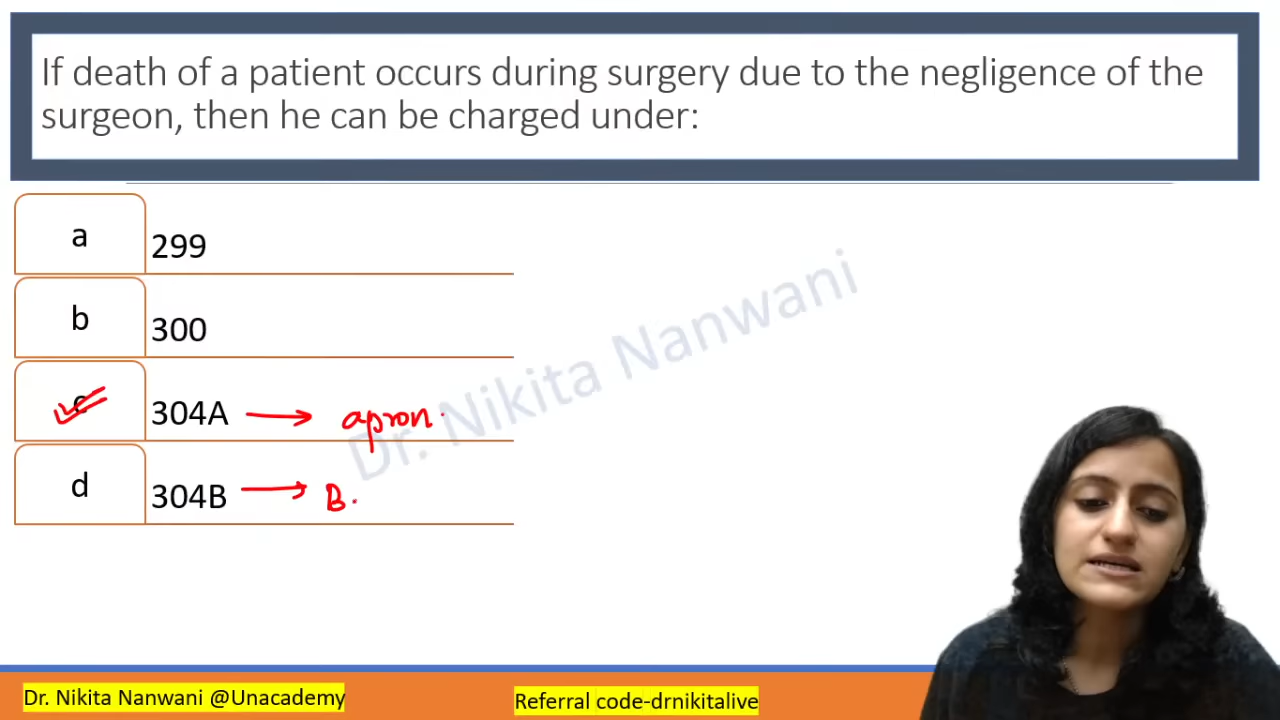 If death of a patient occurs during surgery due to the negligence of the
surgeon, then he can be charged under:
a 299
b 300
c 304A → apron.
d 304B → B.
Dr. Nikita Nanwani
Dr. Nikita Nanwani @Unacademy
Referral code-drnikitalive